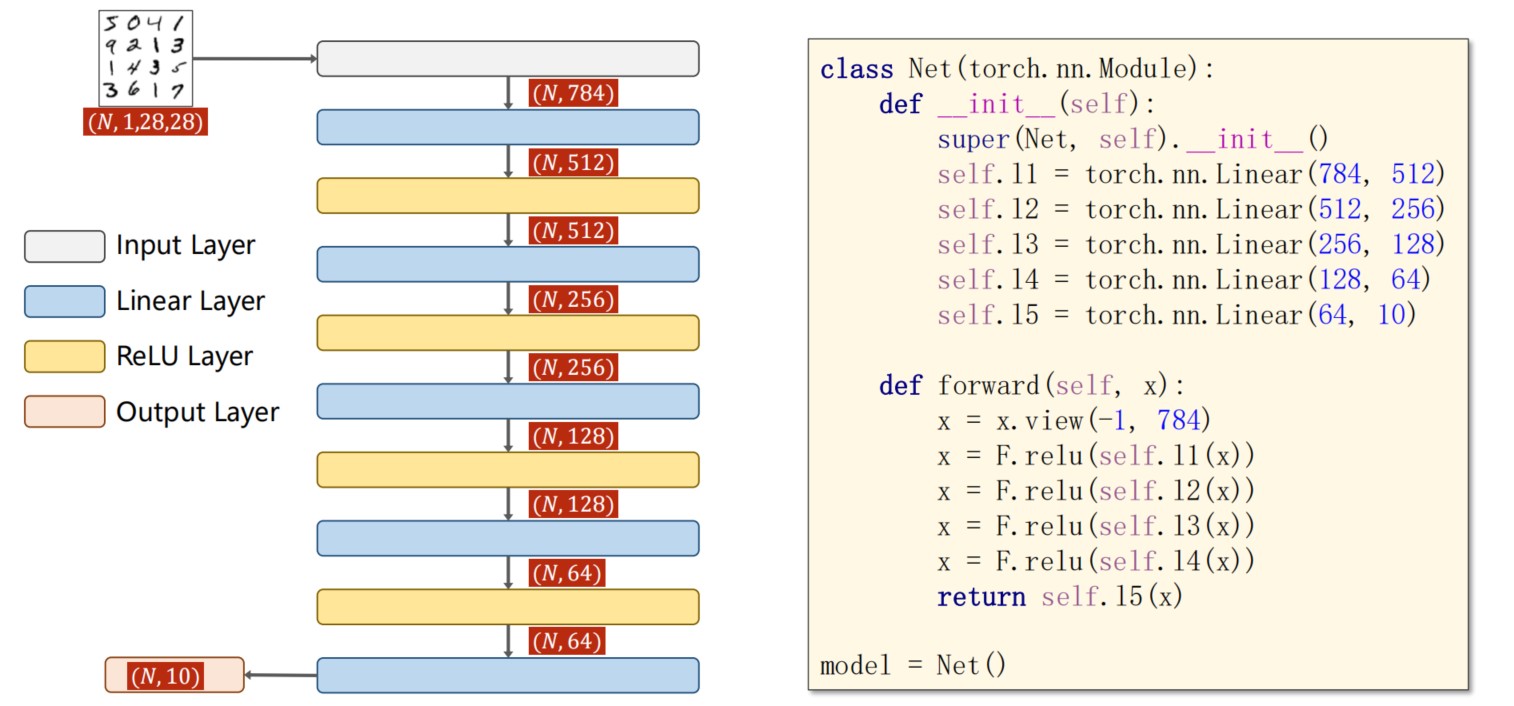 5 0 4 1
9 2 1 3
1 4 3 5
3 6 1 7
(N, 1,28,28)
(N, 784)
(N, 512)
(N, 512)
(N, 256)
(N, 256)
(N, 128)
(N, 128)
(N, 64)
(N, 64)
(N, 10)
Input Layer
Linear Layer
ReLU Layer
Output Layer
class Net(torch.nn.Module):
    def __init__(self):
        super(Net, self).__init__()
        self.l1 = torch.nn.Linear(784, 512)
        self.l2 = torch.nn.Linear(512, 256)
        self.l3 = torch.nn.Linear(256, 128)
        self.l4 = torch.nn.Linear(128, 64)
        self.l5 = torch.nn.Linear(64, 10)
    def forward(self, x):
        x = x.view(-1, 784)
        x = F.relu(self.l1(x))
        x = F.relu(self.l2(x))
        x = F.relu(self.l3(x))
        x = F.relu(self.l4(x))
        return self.l5(x)
model = Net()